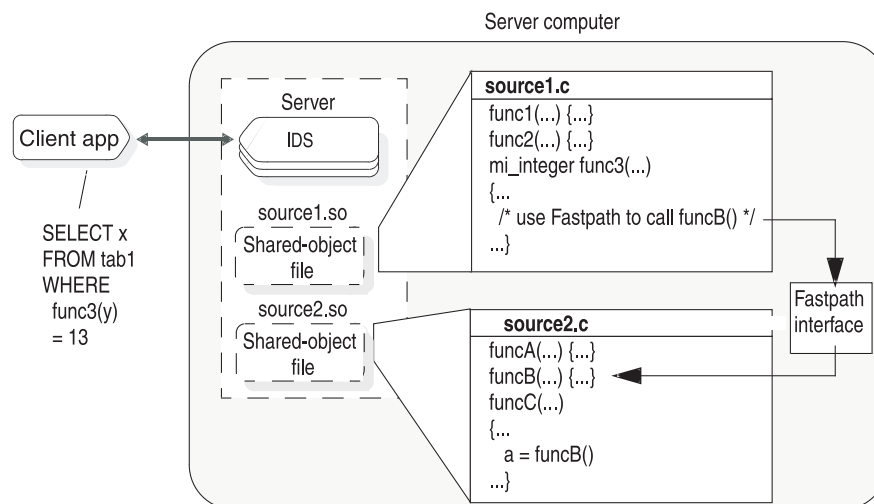 Server computer
Client app
SELECT x
FROM tab1
WHERE
func3(y)
= 13
Server
IDS
source1.so
Shared-object
file
source2.so
Shared-object
file
source1.c
func1(...) {...}
func2(...) {...}
mi_integer func3(...)
{...
/* use Fastpath to call funcB() */
...}
Fastpath
interface
source2.c
funcA(...) {...}
funcB(...) {...}
funcC(...)
{...
a = funcB()
...}